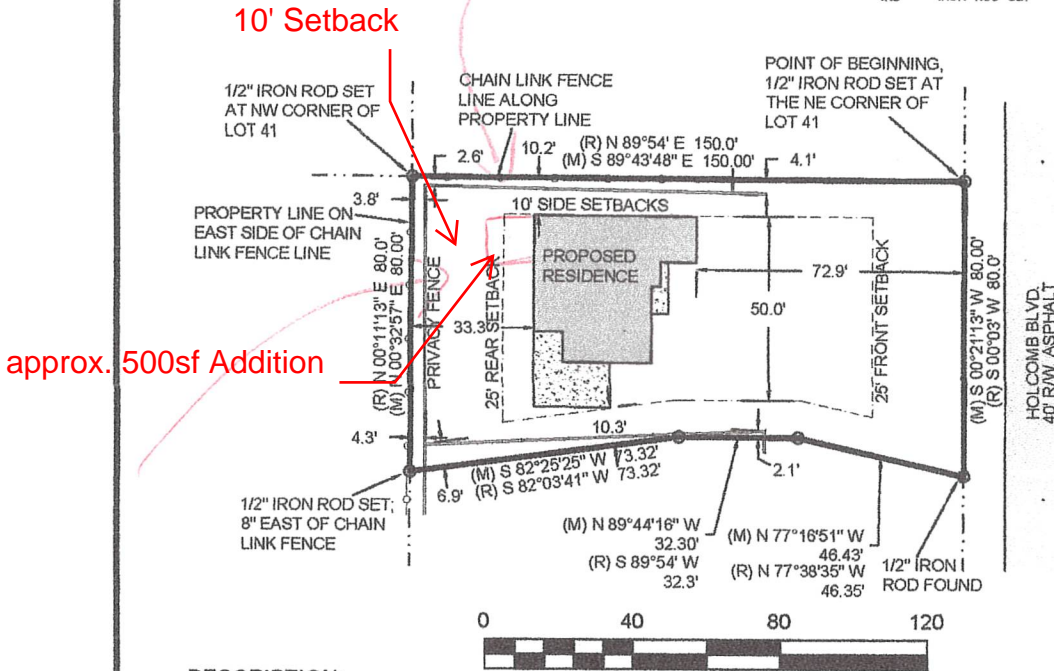 10' Setback
1/2" IRON ROD SET
AT NW CORNER OF
LOT 41
CHAIN LINK FENCE
LINE ALONG
PROPERTY LINE
POINT OF BEGINNING,
1/2" IRON ROD SET AT
THE NE CORNER OF
LOT 41
2.6'
10.2'
(R) N 89°54' E 150.0'
(M) S 89°43'48" E 150.00'
4.1'
3.8'
PROPERTY LINE ON
EAST SIDE OF CHAIN
LINK FENCE LINE
10' SIDE SETBACKS
PROPOSED
RESIDENCE
72.9'
50.0'
33.3'
PRIVACY FENCE
25' REAR SETBACK
25' FRONT SETBACK
(R) N 00°11'13" E 80.0'
(M) N 00°32'57" E 80.00'
(M) S 00°21'13" W 80.00'
(R) S 00°03' W 80.0'
HOLCOMB BLVD.
40' R/W, ASPHALT
approx. 500sf Addition
4.3'
10.3'
6.9'
(M) S 82°25'25" W 73.32'
(R) S 82°03'41" W 73.32'
2.1'
1/2" IRON ROD SET;
8" EAST OF CHAIN
LINK FENCE
(M) N 89°44'16" W
32.30'
(R) S 89°54' W
32.3'
(M) N 77°16'51" W
46.43'
(R) N 77°38'35" W
46.35'
1/2" IRON
ROD FOUND
0 40 80 120